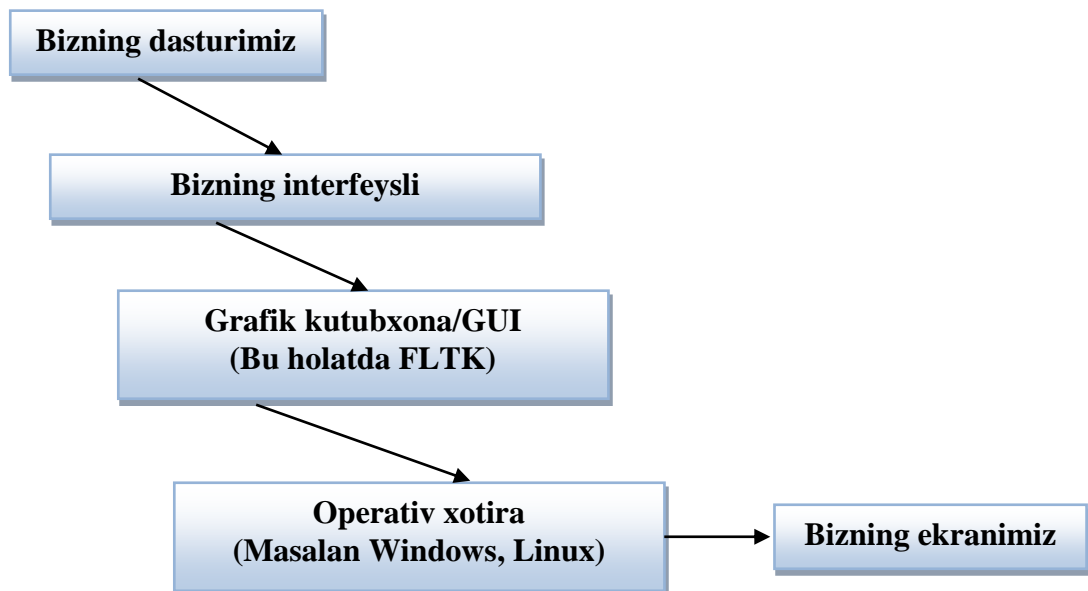 Bizning dasturimiz
Bizning interfeysli
Grafik kutubxona/GUI
(Bu holatda FLTK)
Operativ xotira
(Masalan Windows, Linux)
Bizning ekranimiz